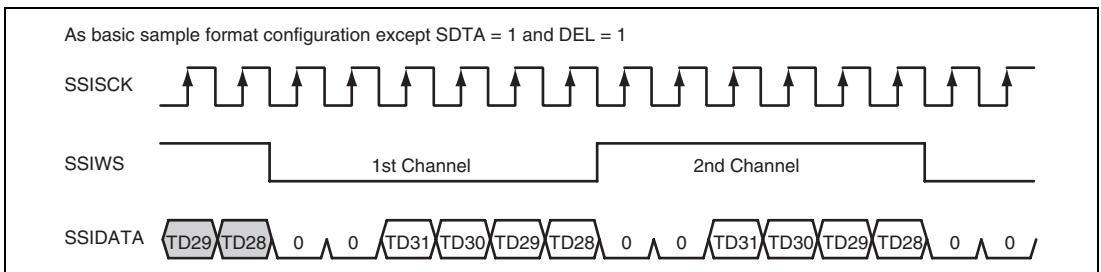 As basic sample format configuration except SDTA = 1 and DEL = 1
SSISCK
SSIWS 1st Channel 2nd Channel
SSIDATA TD29 TD28 0 0 TD31 TD30 TD29 TD28 0 0 TD31 TD30 TD29 TD28 0 0